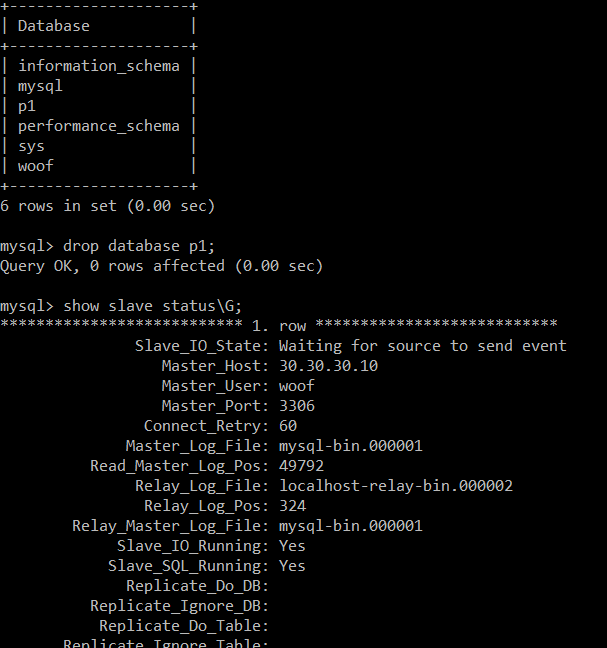 +--------------------+
| Database           |
+--------------------+
| information_schema |
| mysql              |
| p1                 |
| performance_schema |
| sys                |
| woof               |
+--------------------+
6 rows in set (0.00 sec)
mysql> drop database p1;
Query OK, 0 rows affected (0.00 sec)
mysql> show slave status\G;
*************************** 1. row ***************************
Slave_IO_State: Waiting for source to send event
Master_Host: 30.30.30.10
Master_User: woof
Master_Port: 3306
Connect_Retry: 60
Master_Log_File: mysql-bin.000001
Read_Master_Log_Pos: 49792
Relay_Log_File: localhost-relay-bin.000002
Relay_Log_Pos: 324
Relay_Master_Log_File: mysql-bin.000001
Slave_IO_Running: Yes
Slave_SQL_Running: Yes
Replicate_Do_DB:
Replicate_Ignore_DB:
Replicate_Do_Table:
Replicate_Ignore_Table: